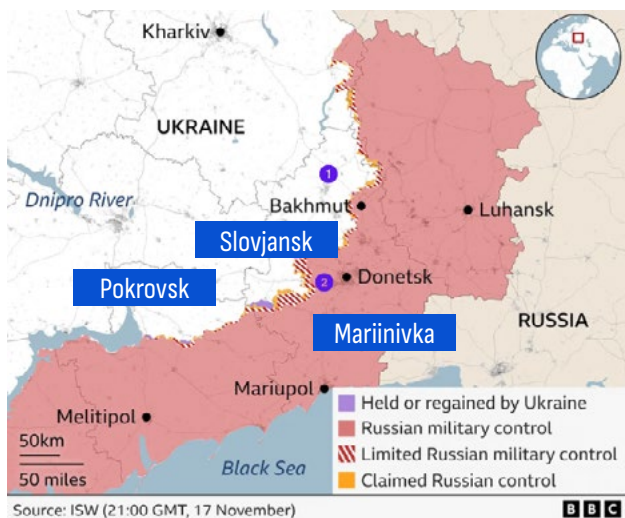 Kharkiv
UKRAINE
1
Dnipro River
Bakhmut
Luhansk
Slovjansk
Pokrovsk
2
Donetsk
Mariinivka
RUSSIA
Mariupol
Melitipol
Held or regained by Ukraine
Russian military control
Limited Russian military control
Claimed Russian control
50km
50 miles
Black Sea
Source: ISW (21:00 GMT, 17 November)
BBC